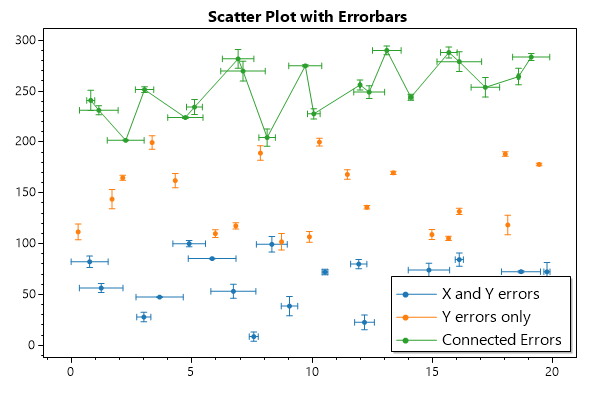 Scatter Plot with Errorbars
300
250
200
150
100
50
0
X and Y errors
Y errors only
Connected Errors
0 5 10 15 20